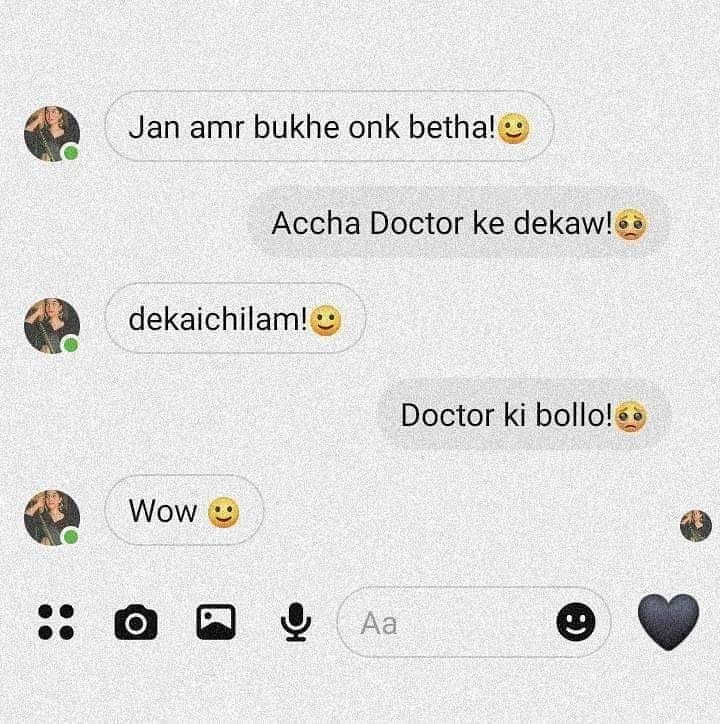 Jan amr bukhe onk betha!🙂
Accha Doctor ke dekaw!🥺
dekaichilam!🙂
Doctor ki bollo!🥺
Wow 🙂
Aa